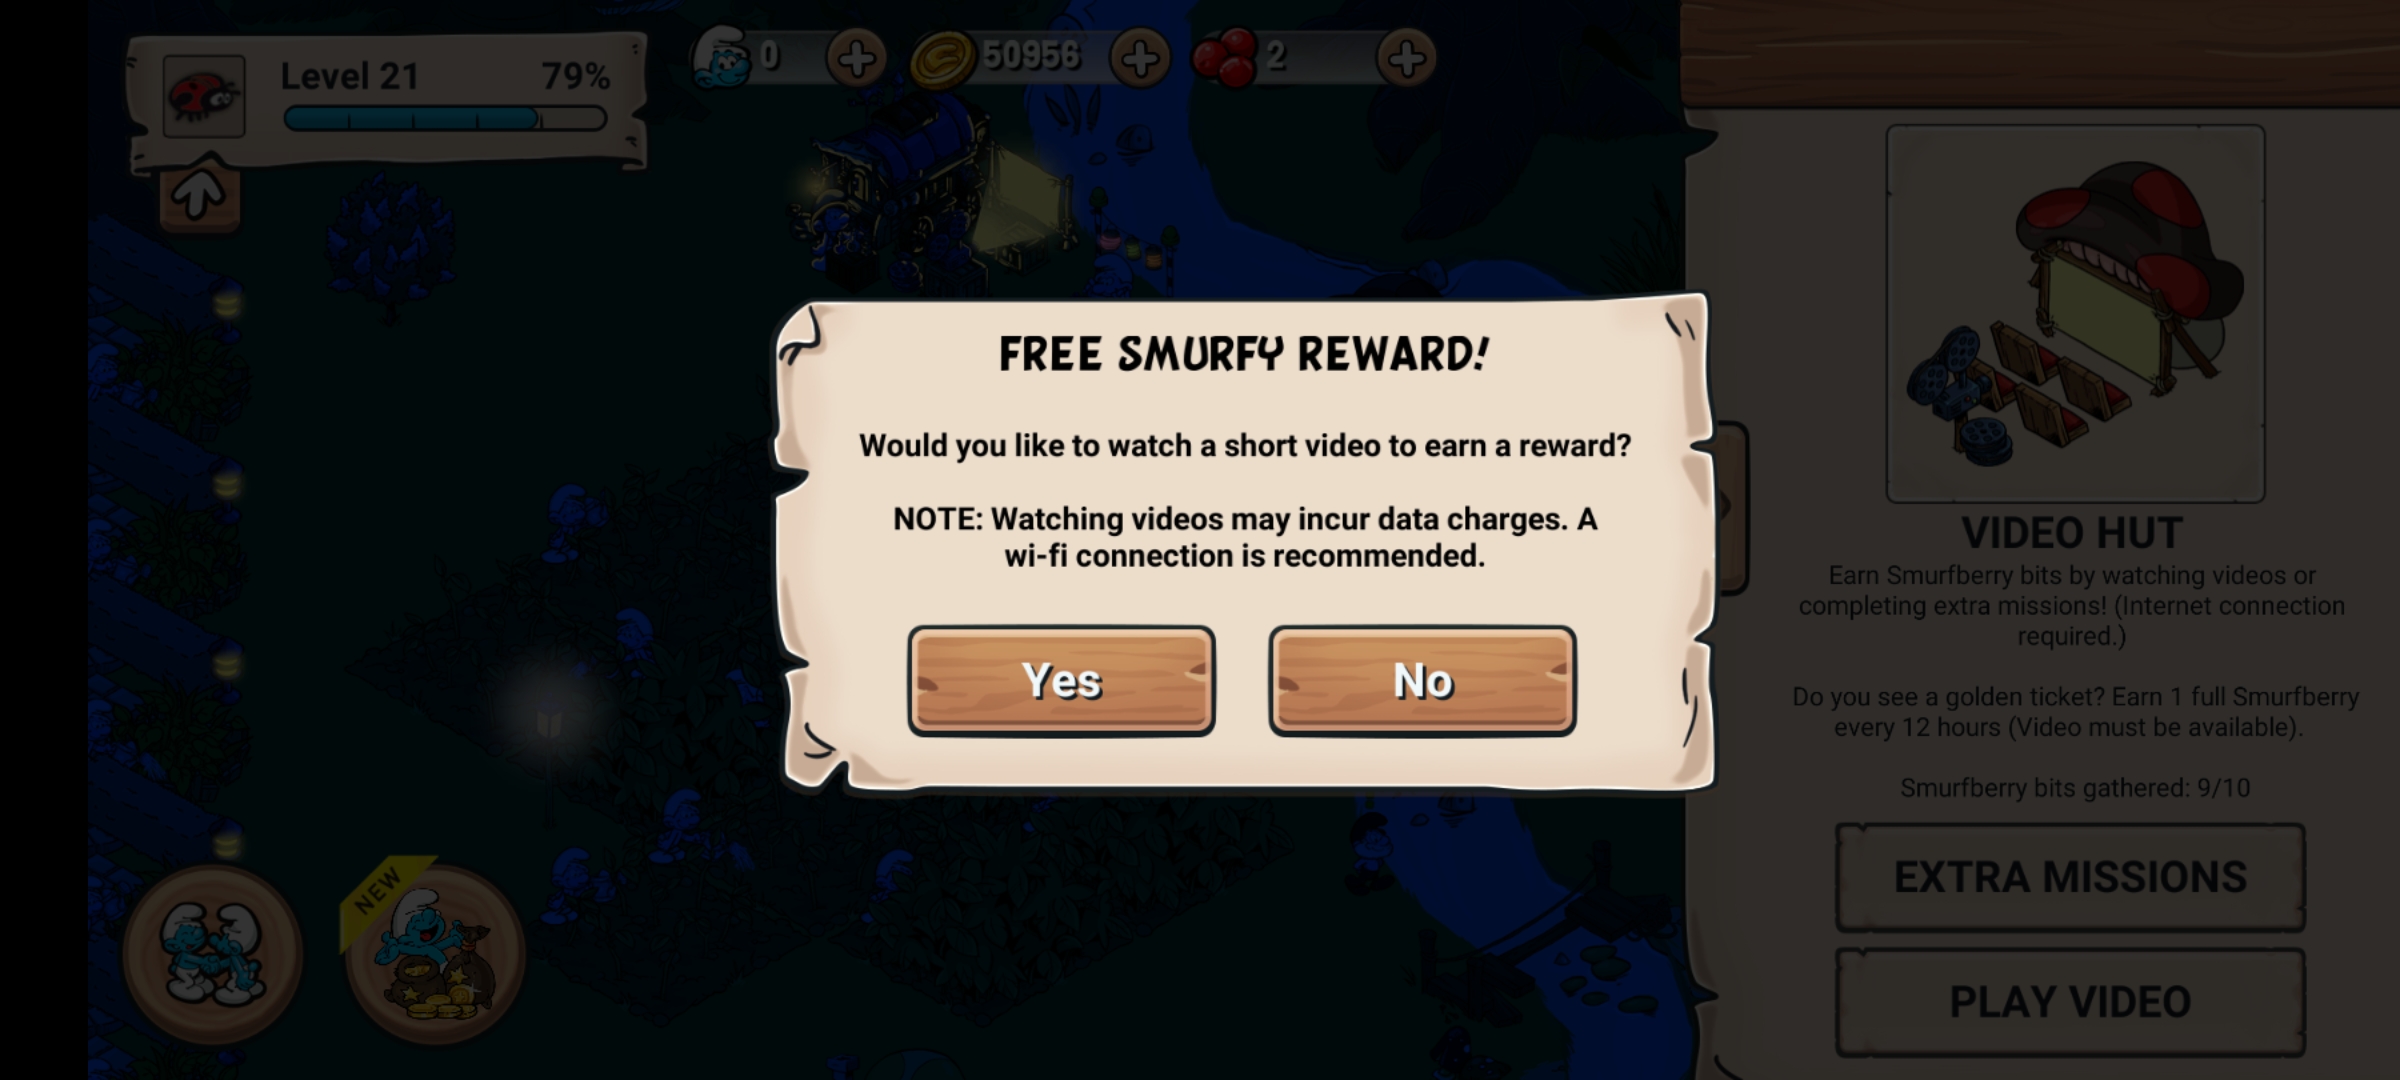 Level 21
79%
0
50956
2
FREE SMURFY REWARD!
Would you like to watch a short video to earn a reward?
NOTE: Watching videos may incur data charges. A
wi-fi connection is recommended.
Yes
No
NEW
VIDEO HUT
Earn Smurfberry bits by watching videos or
completing extra missions! (Internet connection
required.)
Do you see a golden ticket? Earn 1 full Smurfberry
every 12 hours (Video must be available).
Smurfberry bits gathered: 9/10
EXTRA MISSIONS
PLAY VIDEO